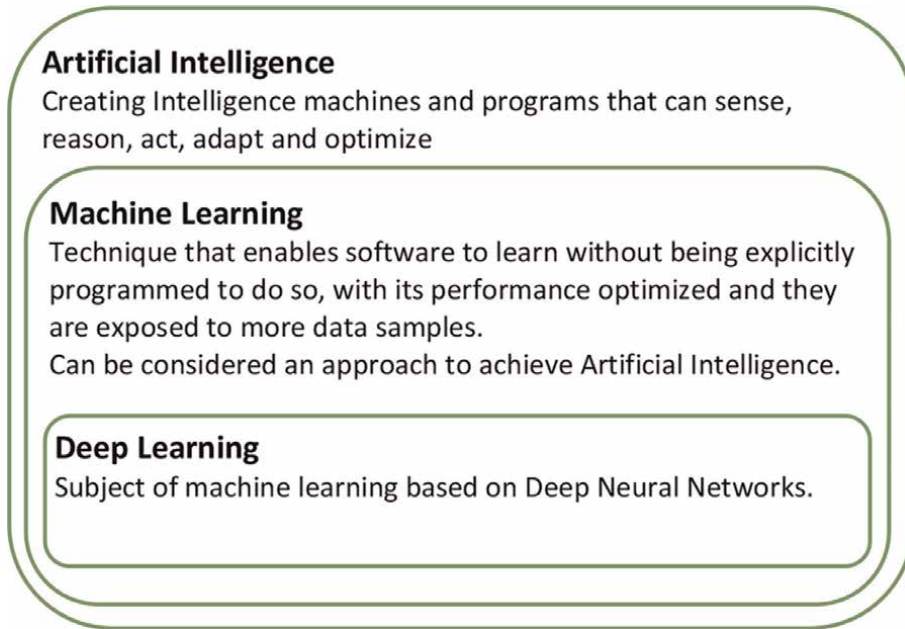 Artificial Intelligence
Creating Intelligence machines and programs that can sense,
reason, act, adapt and optimize
Machine Learning
Technique that enables software to learn without being explicitly
programmed to do so, with its performance optimized and they
are exposed to more data samples.
Can be considered an approach to achieve Artificial Intelligence.
Deep Learning
Subject of machine learning based on Deep Neural Networks.